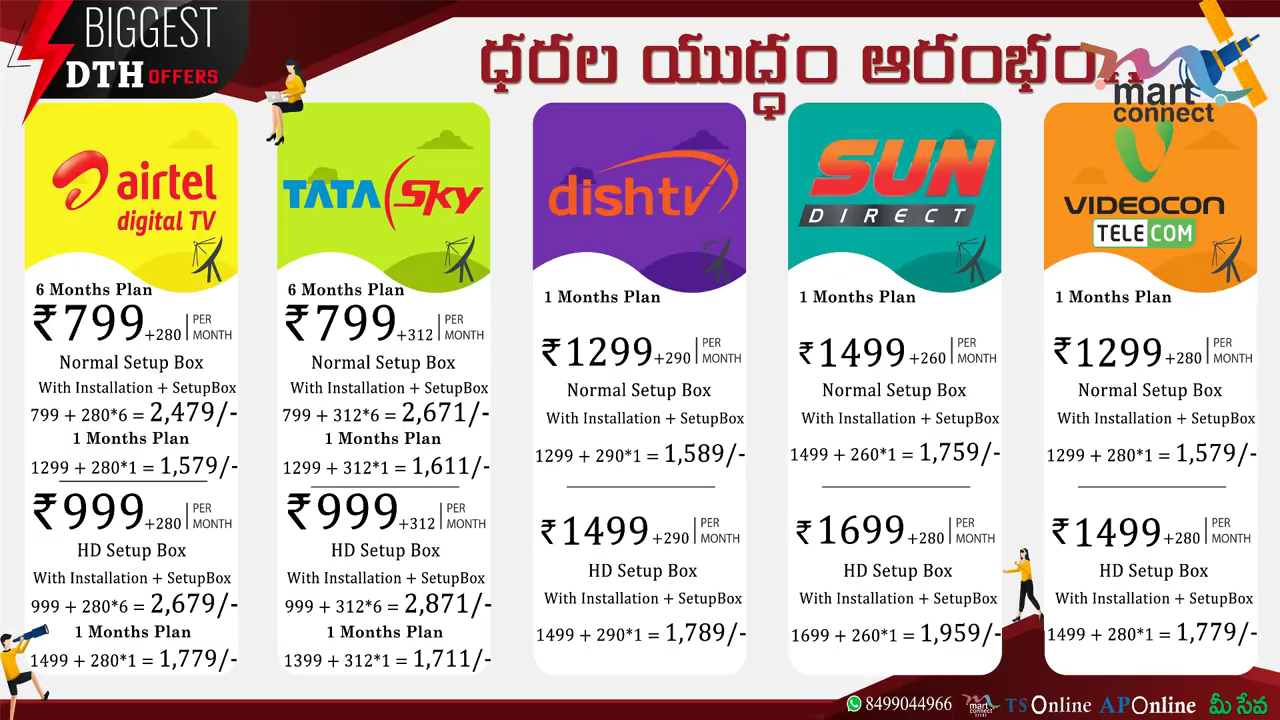 BIGGEST
DTH OFFERS
ధరల యుద్ధం ఆరంభం...
mart
connect
airtel
digital TV
6 Months Plan
₹799+280 | PER MONTH
Normal Setup Box
With Installation + SetupBox
799 + 280*6 = 2,479/-
1 Months Plan
1299 + 280*1 = 1,579/-
₹999+280 | PER MONTH
HD Setup Box
With Installation + SetupBox
999 + 280*6 = 2,679/-
1 Months Plan
1499 + 280*1 = 1,779/-
TATA Sky
6 Months Plan
₹799+312 | PER MONTH
Normal Setup Box
With Installation + SetupBox
799 + 312*6 = 2,671/-
1 Months Plan
1299 + 312*1 = 1,611/-
₹999+312 | PER MONTH
HD Setup Box
With Installation + SetupBox
999 + 312*6 = 2,871/-
1 Months Plan
1399 + 312*1 = 1,711/-
dishtv
1 Months Plan
₹1299+290 | PER MONTH
Normal Setup Box
With Installation + SetupBox
1299 + 290*1 = 1,589/-
₹1499+290 | PER MONTH
HD Setup Box
With Installation + SetupBox
1499 + 290*1 = 1,789/-
SUN
DIRECT
1 Months Plan
₹1499+260 | PER MONTH
Normal Setup Box
With Installation + SetupBox
1499 + 260*1 = 1,759/-
₹1699+280 | PER MONTH
HD Setup Box
With Installation + SetupBox
1699 + 260*1 = 1,959/-
VIDEOCON
TELECOM
1 Months Plan
₹1299+280 | PER MONTH
Normal Setup Box
With Installation + SetupBox
1299 + 280*1 = 1,579/-
₹1499+280 | PER MONTH
HD Setup Box
With Installation + SetupBox
1499 + 280*1 = 1,779/-
8499044966 mart connect TS Online AP Online మీ సేవ